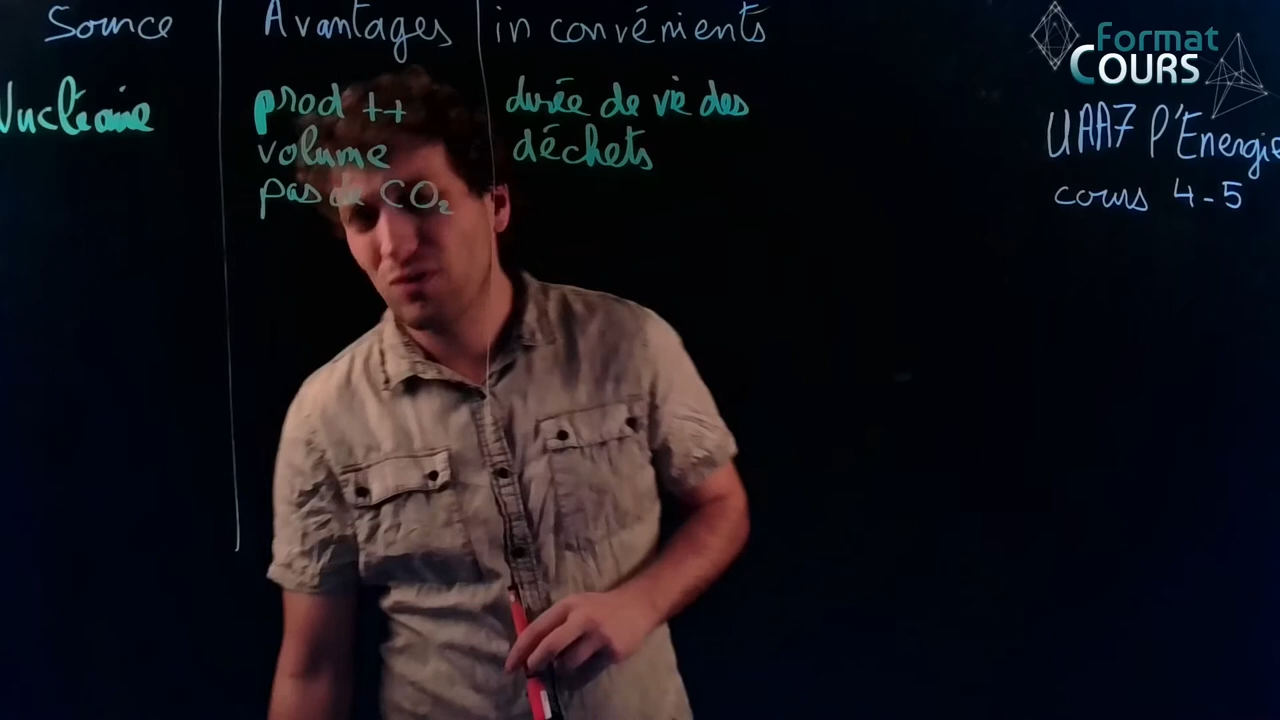 Source Avantages inconvénients
Nucléaire prod ++ durée de vie des
volume déchets
pas de CO₂
Format
Cours
UAA7 l'Energie
cours 4-5